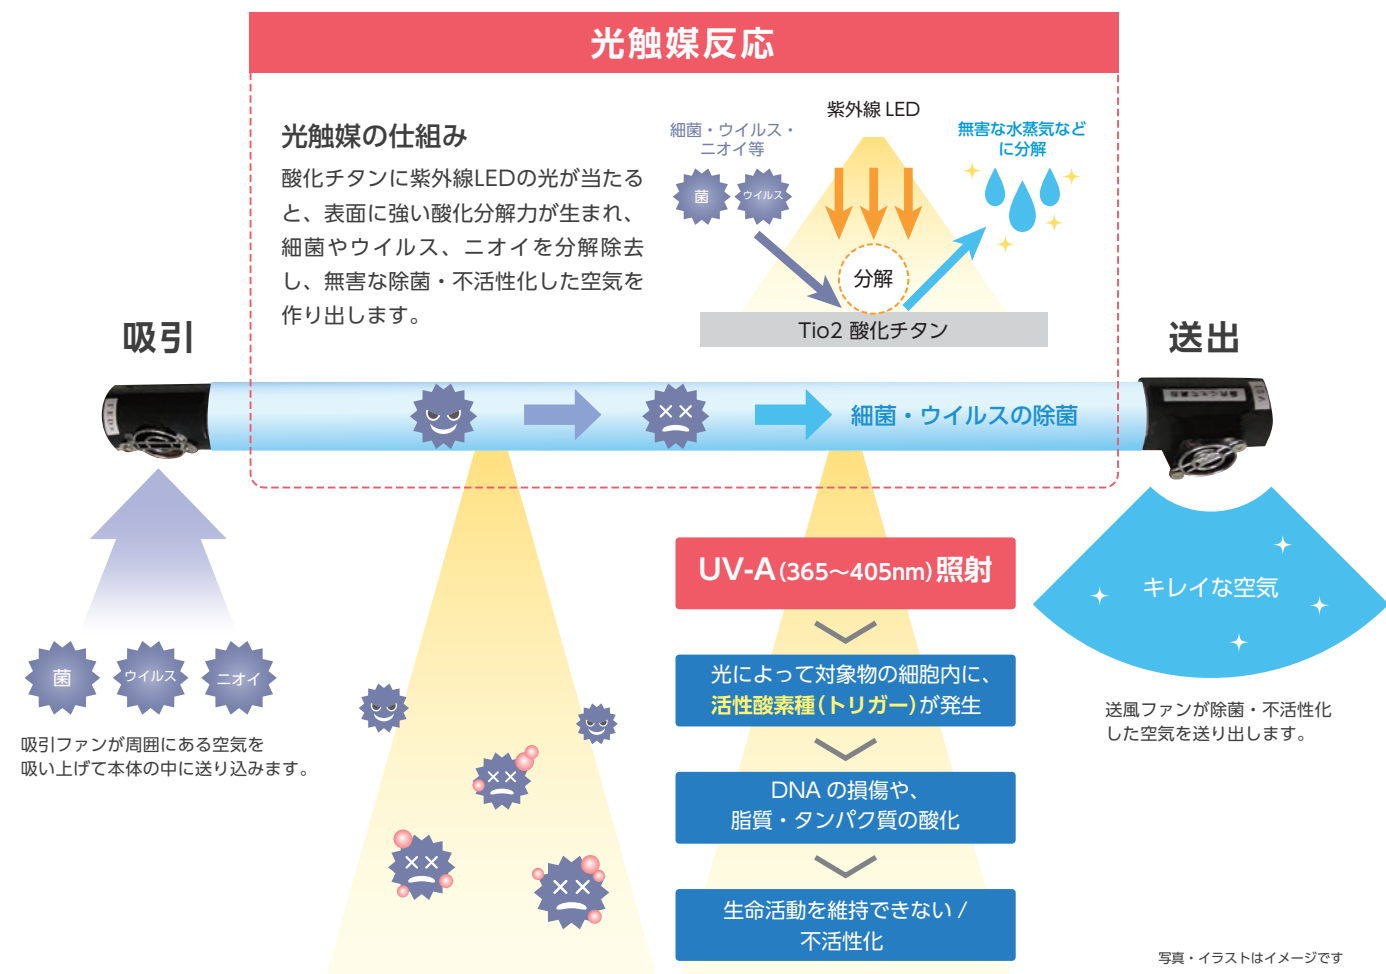 光触媒反応
光触媒の仕組み
酸化チタンに紫外線LEDの光が当たる
と、表面に強い酸化分解力が生まれ、
細菌やウイルス、ニオイを分解除去
し、無害な除菌・不活性化した空気を
作り出します。
細菌・ウイルス・
ニオイ等
菌
ウイルス
紫外線 LED
無害な水蒸気など
に分解
分解
Tio2 酸化チタン
吸引
送出
細菌・ウイルスの除菌
菌
ウイルス
ニオイ
吸引ファンが周囲にある空気を
吸い上げて本体の中に送り込みます。
UV-A(365〜405nm)照射
光によって対象物の細胞内に、
活性酸素種(トリガー)が発生
DNA の損傷や、
脂質・タンパク質の酸化
生命活動を維持できない /
不活性化
キレイな空気
送風ファンが除菌・不活性化
した空気を送り出します。
写真・イラストはイメージです